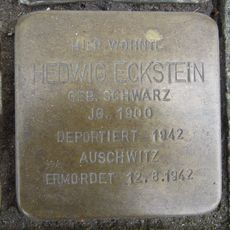 HIER WOHNTE
HEDWIG ECKSTEIN
GEB. SCHWARZ
JG. 1900
DEPORTIERT 1942
AUSCHWITZ
ERMORDET 12.8.1942